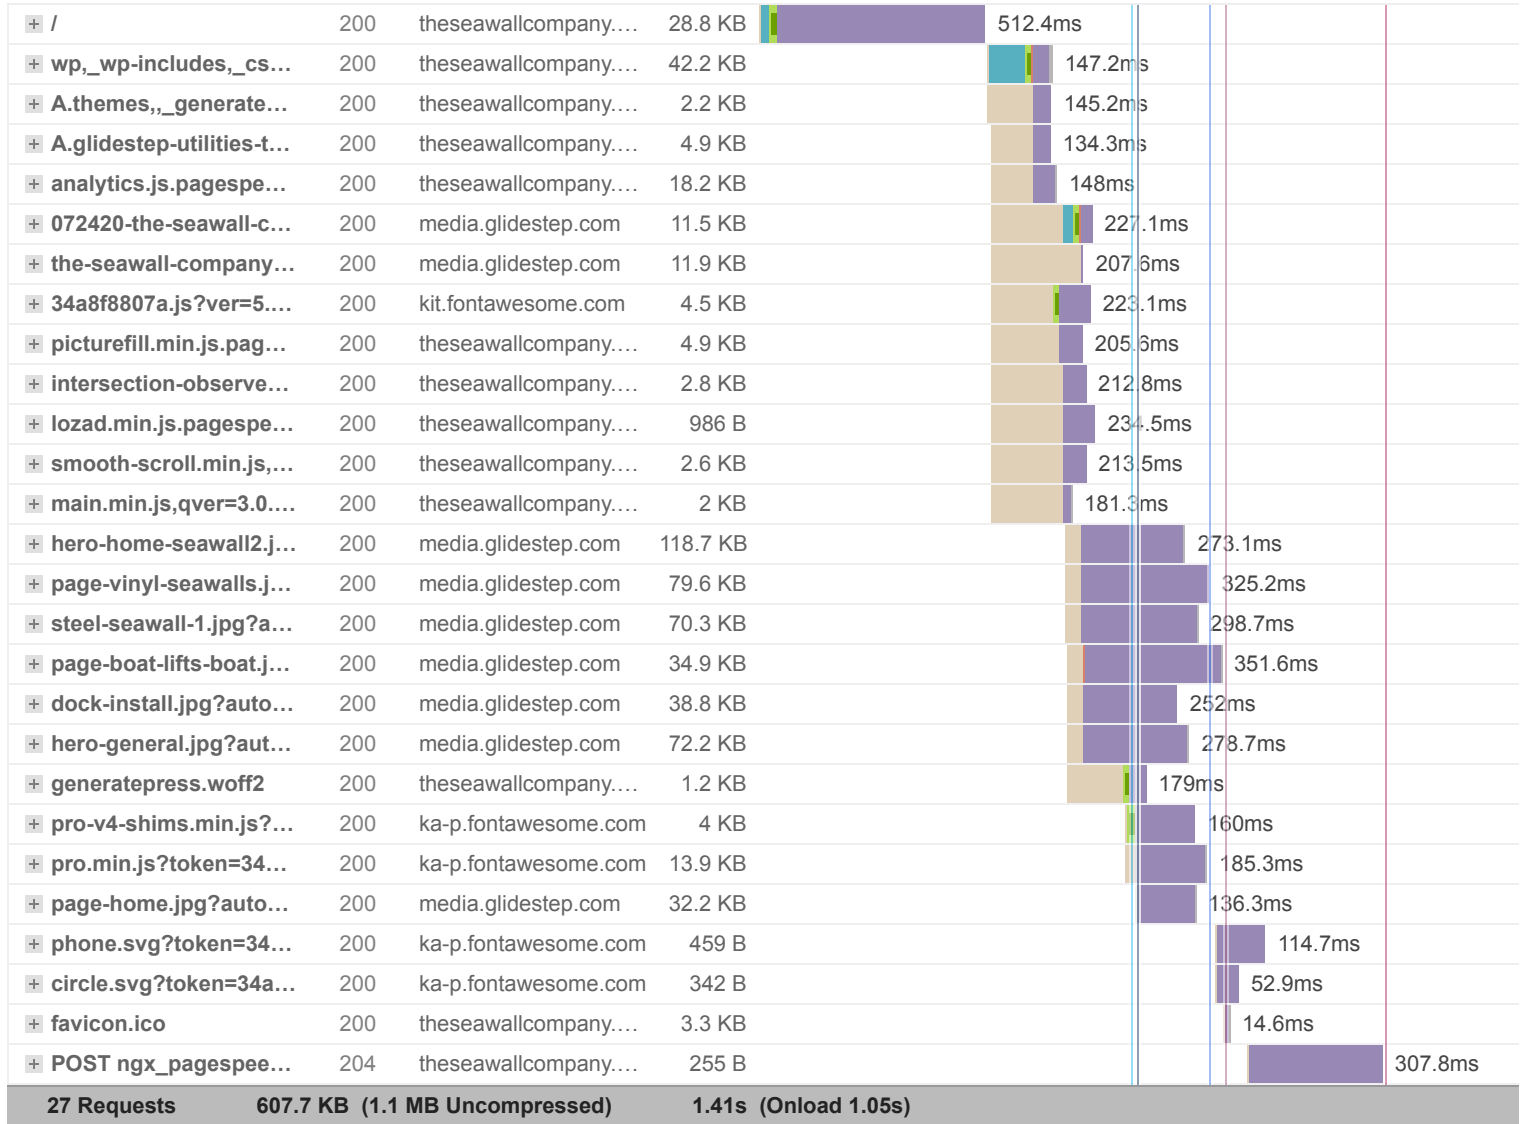 / 200 theseawallcompany.... 28.8 KB 512.4ms
wp,_wp-includes,_cs... 200 theseawallcompany.... 42.2 KB 147.2ms
A.themes,,_generate... 200 theseawallcompany.... 2.2 KB 145.2ms
A.glidestep-utilities-t... 200 theseawallcompany.... 4.9 KB 134.3ms
analytics.js.pagespe... 200 theseawallcompany.... 18.2 KB 148ms
072420-the-seawall-c... 200 media.glidestep.com 11.5 KB 227.1ms
the-seawall-company... 200 media.glidestep.com 11.9 KB 207.6ms
34a8f8807a.js?ver=5.... 200 kit.fontawesome.com 4.5 KB 223.1ms
picturefill.min.js.pag... 200 theseawallcompany.... 4.9 KB 205.6ms
intersection-observe... 200 theseawallcompany.... 2.8 KB 212.8ms
lozad.min.js.pagespe... 200 theseawallcompany.... 986 B 234.5ms
smooth-scroll.min.js,... 200 theseawallcompany.... 2.6 KB 213.5ms
main.min.js,qver=3.0.... 200 theseawallcompany.... 2 KB 181.3ms
hero-home-seawall2.j... 200 media.glidestep.com 118.7 KB 273.1ms
page-vinyl-seawalls.j... 200 media.glidestep.com 79.6 KB 325.2ms
steel-seawall-1.jpg?a... 200 media.glidestep.com 70.3 KB 298.7ms
page-boat-lifts-boat.j... 200 media.glidestep.com 34.9 KB 351.6ms
dock-install.jpg?auto... 200 media.glidestep.com 38.8 KB 252ms
hero-general.jpg?aut... 200 media.glidestep.com 72.2 KB 278.7ms
generatepress.woff2 200 theseawallcompany.... 1.2 KB 179ms
pro-v4-shims.min.js?... 200 ka-p.fontawesome.com 4 KB 160ms
pro.min.js?token=34... 200 ka-p.fontawesome.com 13.9 KB 185.3ms
page-home.jpg?auto... 200 media.glidestep.com 32.2 KB 136.3ms
phone.svg?token=34... 200 ka-p.fontawesome.com 459 B 114.7ms
circle.svg?token=34a... 200 ka-p.fontawesome.com 342 B 52.9ms
favicon.ico 200 theseawallcompany.... 3.3 KB 14.6ms
POST ngx_pagespee... 204 theseawallcompany.... 255 B 307.8ms
27 Requests 607.7 KB (1.1 MB Uncompressed) 1.41s (Onload 1.05s)